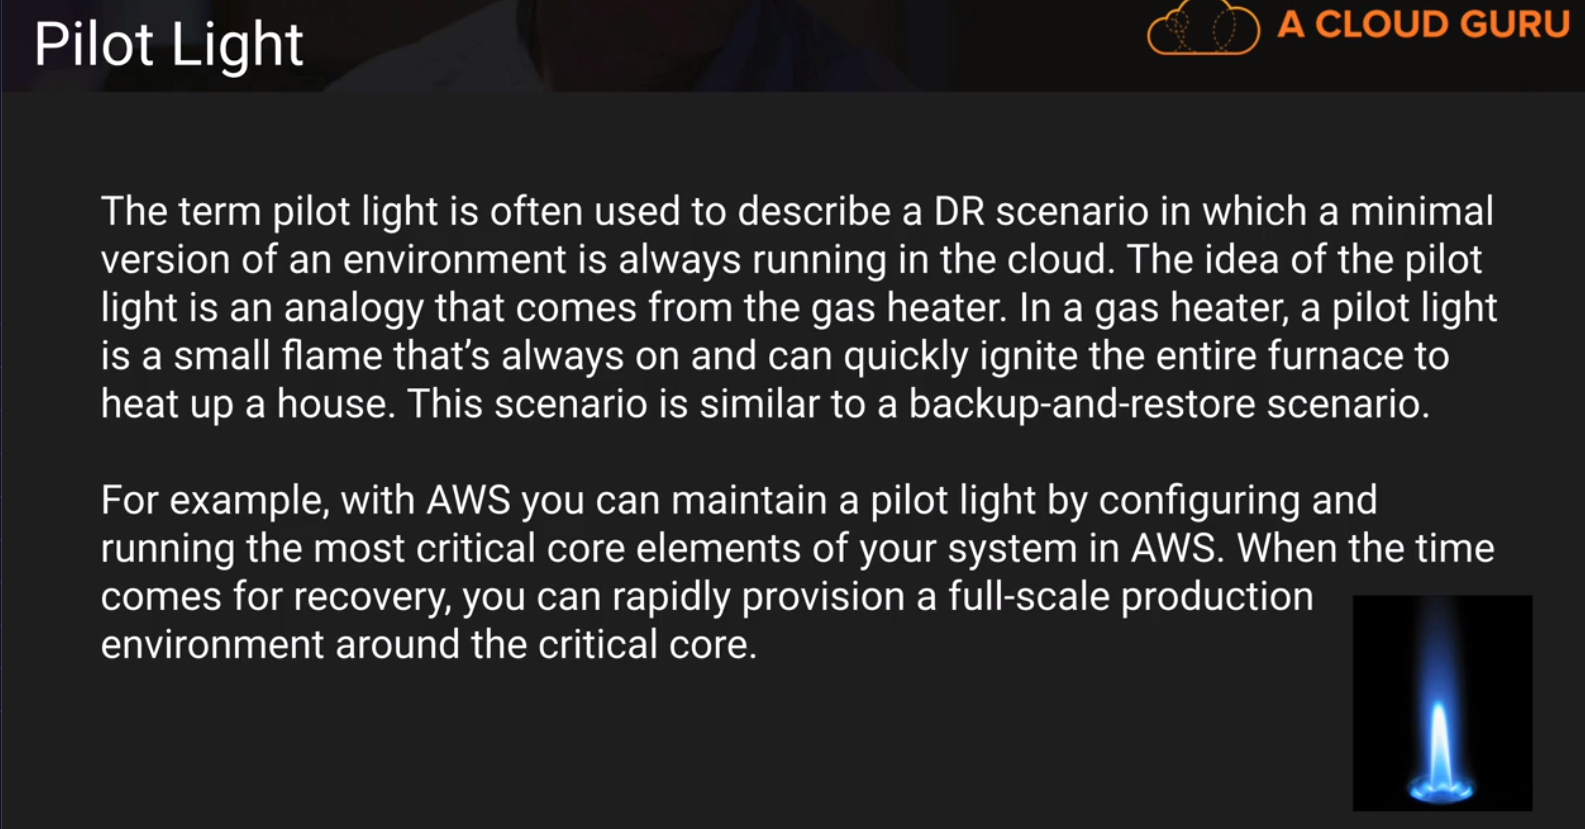 Pilot Light
A CLOUD GURU
The term pilot light is often used to describe a DR scenario in which a minimal
version of an environment is always running in the cloud. The idea of the pilot
light is an analogy that comes from the gas heater. In a gas heater, a pilot light
is a small flame that’s always on and can quickly ignite the entire furnace to
heat up a house. This scenario is similar to a backup-and-restore scenario.
For example, with AWS you can maintain a pilot light by configuring and
running the most critical core elements of your system in AWS. When the time
comes for recovery, you can rapidly provision a full-scale production
environment around the critical core.